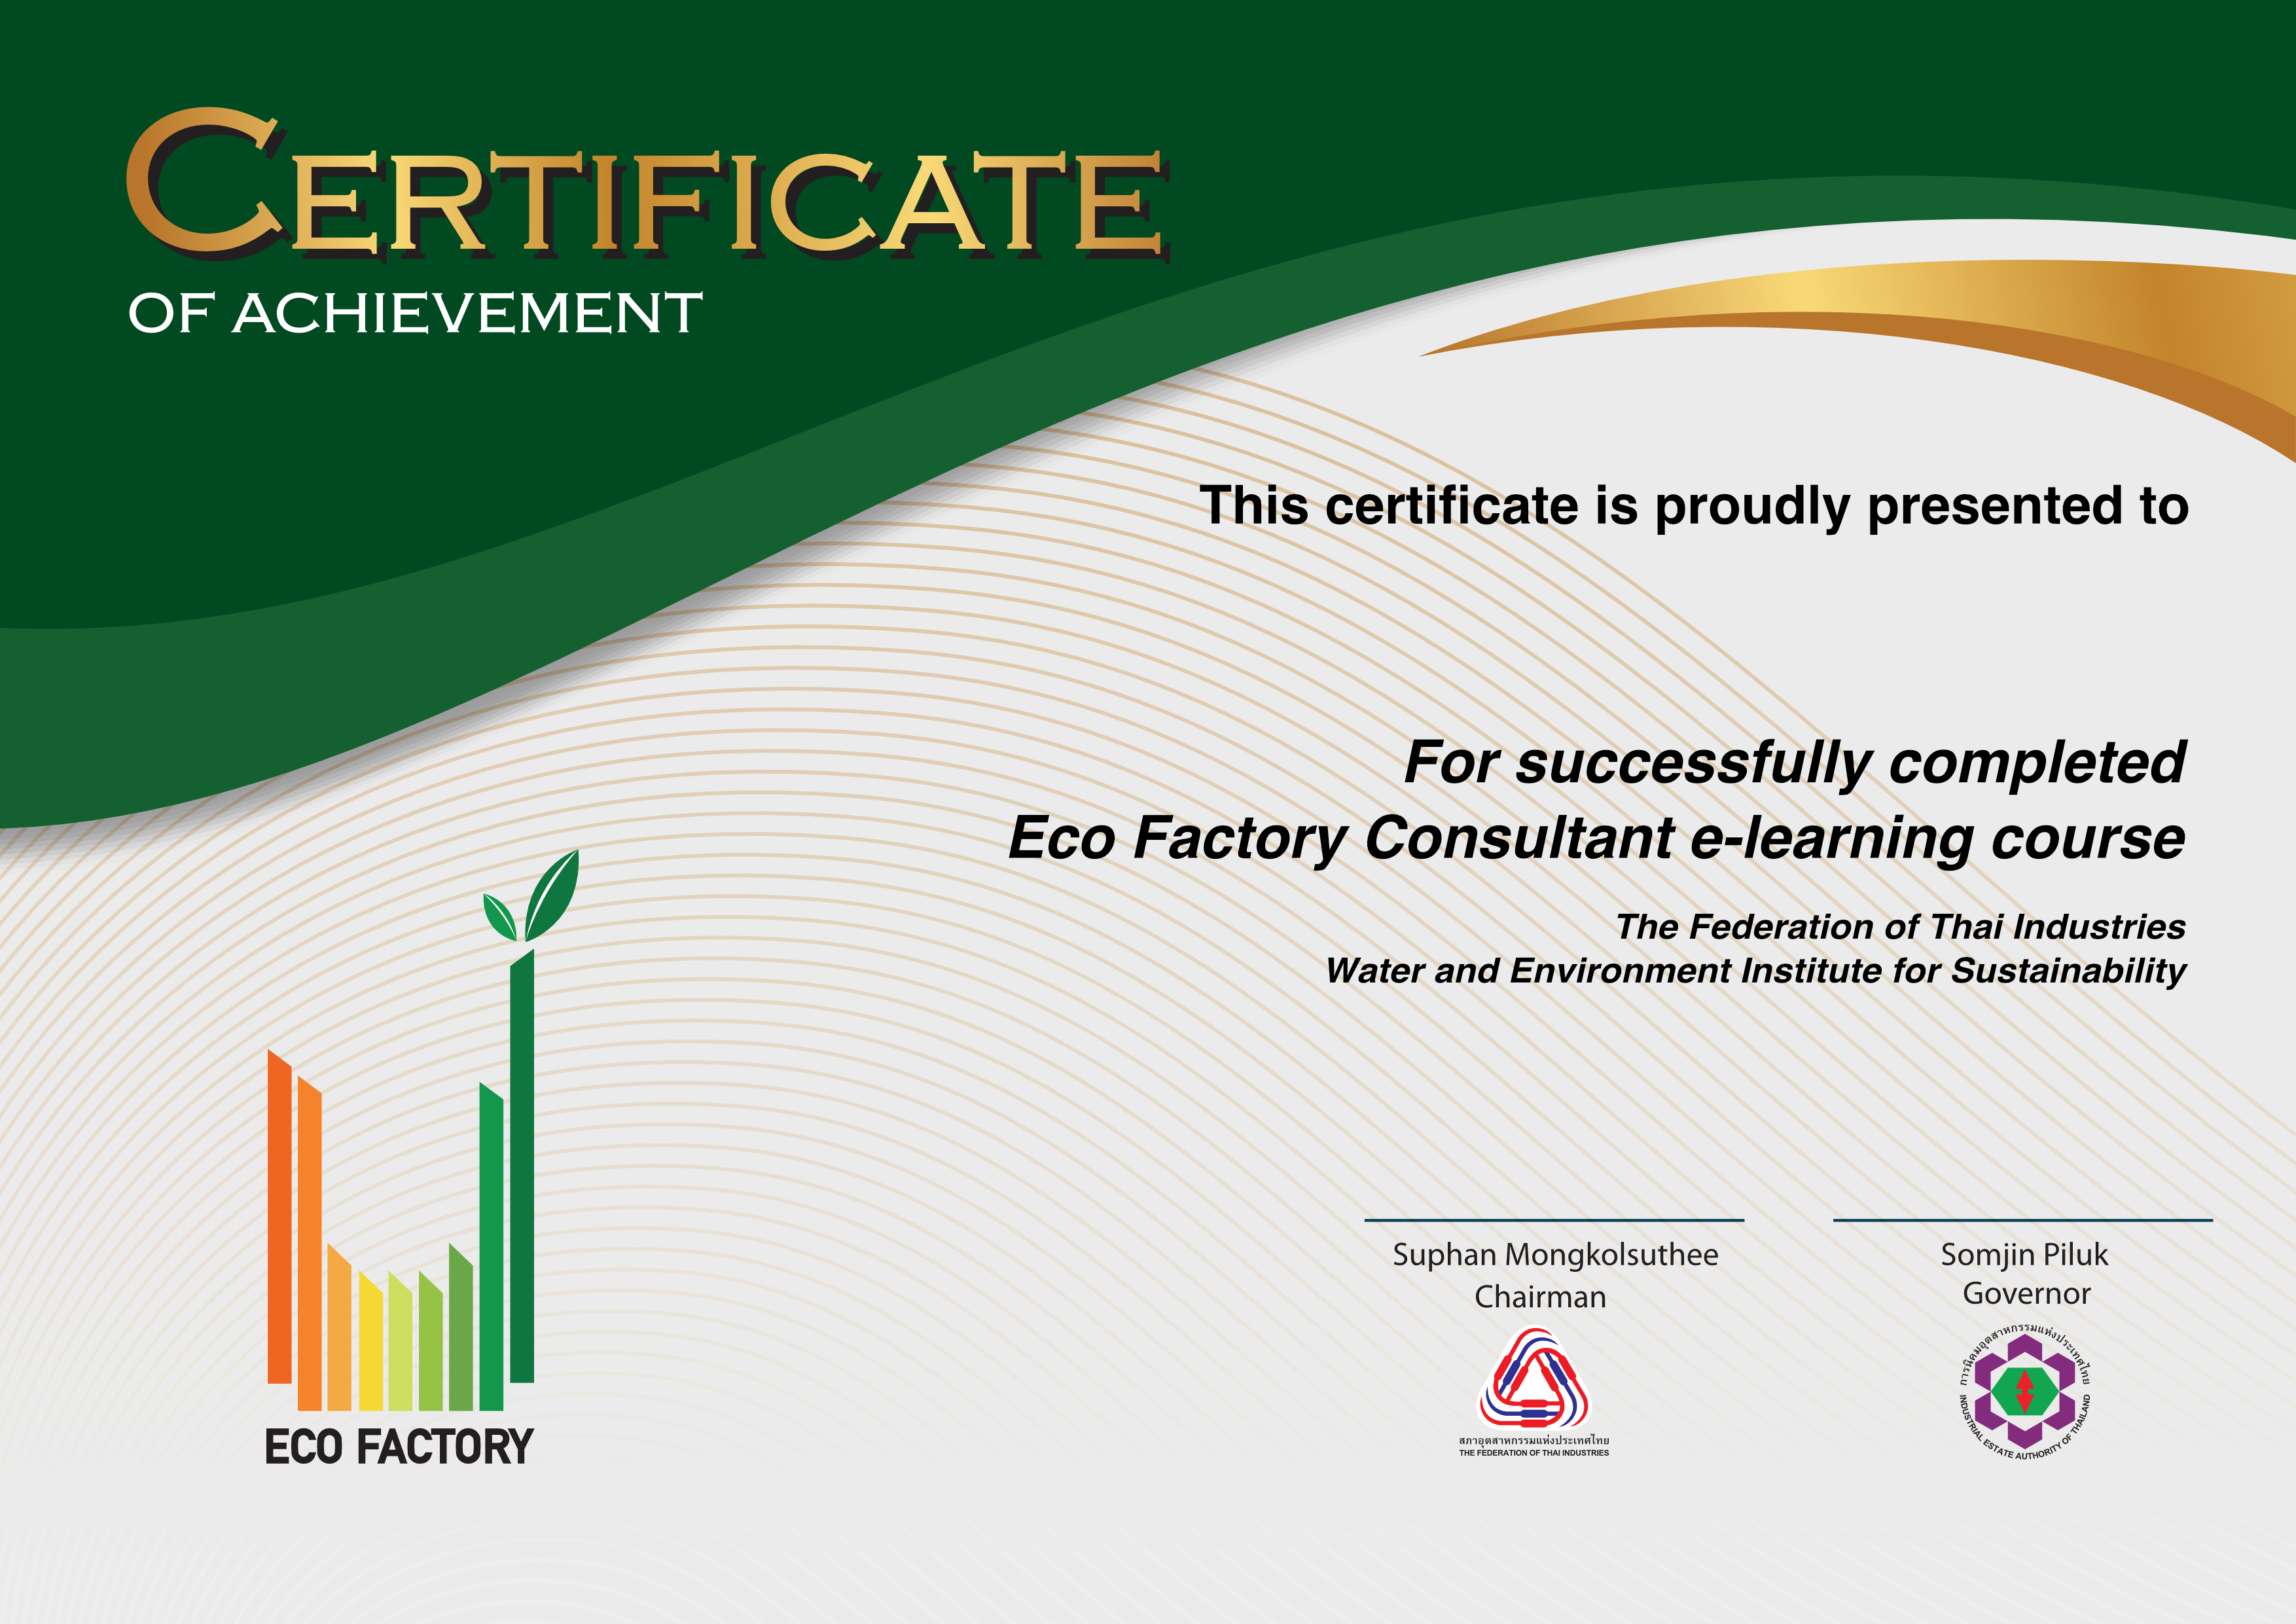 CERTIFICATE
OF ACHIEVEMENT
This certificate is proudly presented to
For successfully completed
Eco Factory Consultant e-learning course
The Federation of Thai Industries
Water and Environment Institute for Sustainability
ECO FACTORY
Suphan Mongkolsuthee
Chairman
สภาอุตสาหกรรมแห่งประเทศไทย
THE FEDERATION OF THAI INDUSTRIES
Somjin Piluk
Governor
การนิคมอุตสาหกรรมแห่งประเทศไทย
INDUSTRIAL ESTATE AUTHORITY OF THAILAND